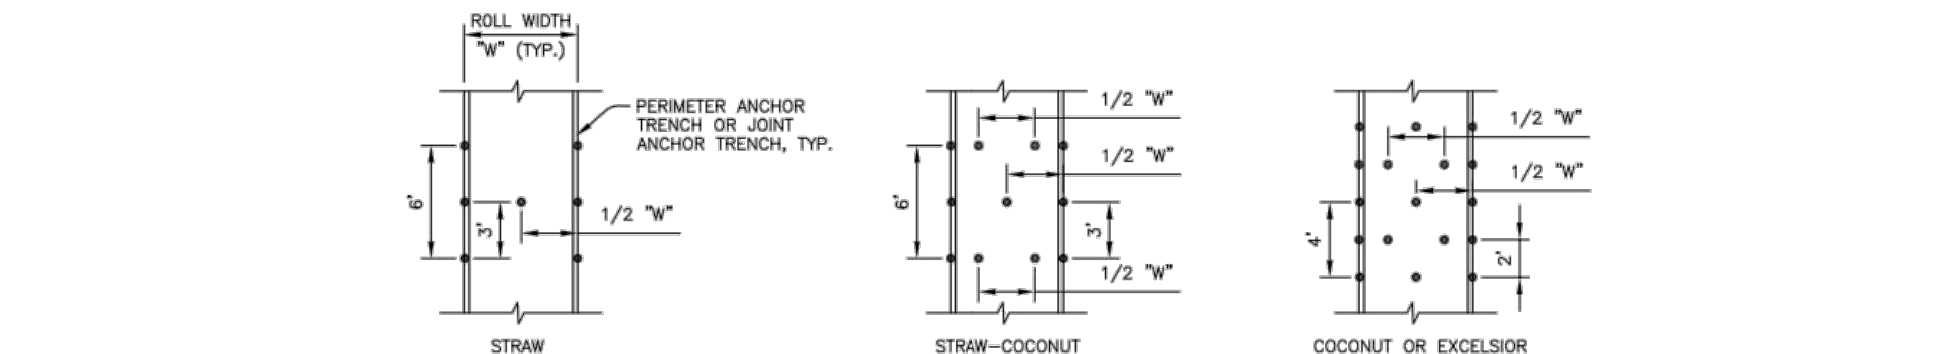 ROLL WIDTH
"W" (TYP.)
PERIMETER ANCHOR
TRENCH OR JOINT
ANCHOR TRENCH, TYP.
6'
3'
1/2 "W"
STRAW
1/2 "W"
1/2 "W"
6'
3'
1/2 "W"
STRAW-COCONUT
1/2 "W"
1/2 "W"
4'
2'
COCONUT OR EXCELSIOR